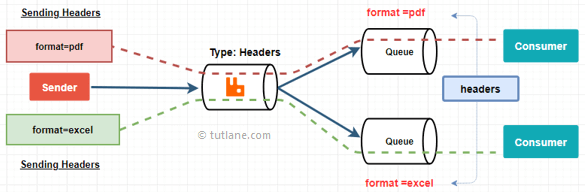 Sending Headers
format=pdf
Sender
format=excel
Sending Headers
Type: Headers
© tutlane.com
format =pdf
Queue
Consumer
headers
Queue
Consumer
format =excel